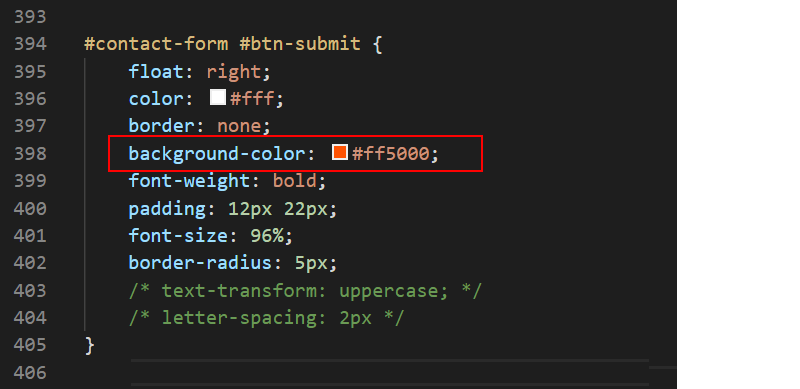 393
394 #contact-form #btn-submit {
395 float: right;
396 color: #fff;
397 border: none;
398 background-color: #ff5000;
399 font-weight: bold;
400 padding: 12px 22px;
401 font-size: 96%;
402 border-radius: 5px;
403 /* text-transform: uppercase; */
404 /* letter-spacing: 2px */
405 }
406